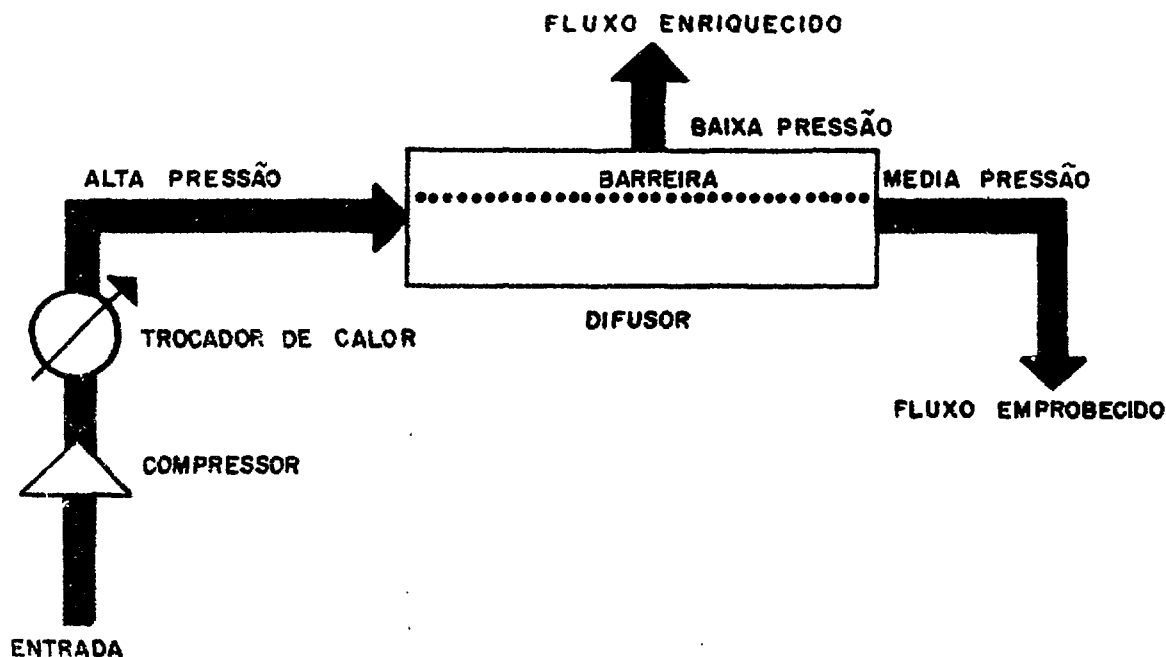 FLUXO ENRIQUECIDO
BAIXA PRESSÃO
ALTA PRESSÃO
BARREIRA
MEDIA PRESSÃO
DIFUSOR
TROCADOR DE CALOR
FLUXO EMPROBECIDO
COMPRESSOR
ENTRADA